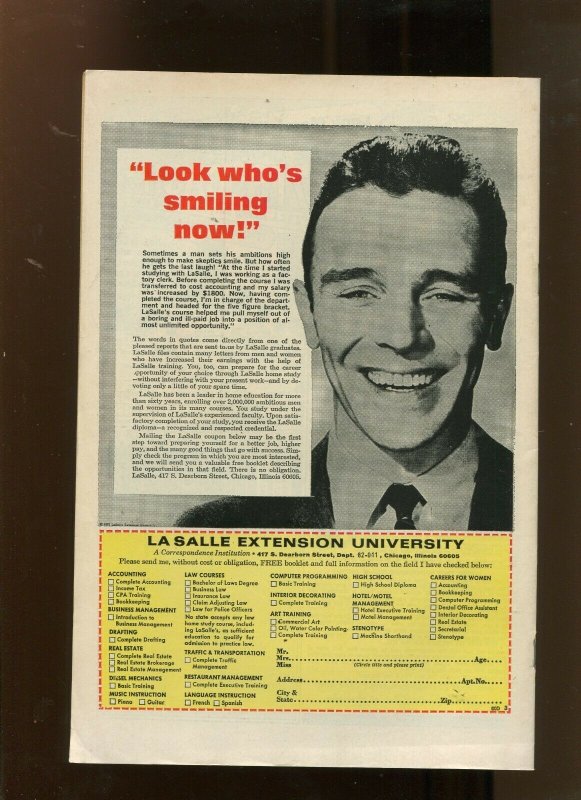 “Look who’s
smiling
now!”
Sometimes a man sets his ambitions high
enough to make skeptics smile. But how often
he gets the last laugh! “At the time I started
studying with LaSalle, I was working as a fac-
tory clerk. Before completing the course I was
transferred to cost accounting and my salary
was increased by $1800. Now, having com-
pleted the course, I’m in charge of the depart-
ment and headed for the five figure bracket.
LaSalle’s course helped me pull myself out of
a boring and ill-paid job into a position of al-
most unlimited opportunity.”
The words in quotes come directly from one of the
pleased reports that are sent to us by LaSalle graduates.
LaSalle files contain many letters from men and women
who have increased their earnings with the help of
LaSalle training. You, too, can prepare for the career
opportunity of your choice through LaSalle home study
—without interfering with your present work—and by de-
voting only a little of your spare time.
LaSalle has been a leader in home education for more
than sixty years, enrolling over 2,000,000 ambitious men
and women in its many courses. You study under the
supervision of LaSalle’s experienced faculty. Upon satis-
factory completion of your study, you receive the LaSalle
diploma—a recognized and respected credential.
Mailing the LaSalle coupon below may be the first
step toward preparing yourself for a better job, higher
pay, and the many good things that go with success. Sim-
ply check the program in which you are most interested,
and we will send you a valuable free booklet describing
the opportunities in that field. There is no obligation.
LaSalle, 417 S. Dearborn Street, Chicago, Illinois 60605.
LA SALLE EXTENSION UNIVERSITY
A Correspondence Institution • 417 S. Dearborn Street, Dept. 62-041, Chicago, Illinois 60605
Please send me, without cost or obligation, FREE booklet and full information on the field I have checked below:
ACCOUNTING
Complete Accounting
Income Tax
CPA Training
Bookkeeping
BUSINESS MANAGEMENT
Introduction to
Business Management
DRAFTING
Complete Drafting
REAL ESTATE
Complete Real Estate
Real Estate Brokerage
Real Estate Management
DIESEL MECHANICS
Basic Training
MUSIC INSTRUCTION
Piano Guitar
LAW COURSES
Bachelor of Laws Degree
Business Law
Insurance Law
Claim Adjusting Law
Law for Police Officers
No state accepts any law
home study course, includ-
ing LaSalle’s, as sufficient
education to qualify for
admission to practice law.
TRAFFIC & TRANSPORTATION
Complete Traffic
Management
RESTAURANT MANAGEMENT
Complete Executive Training
LANGUAGE INSTRUCTION
French Spanish
COMPUTER PROGRAMMING
Basic Training
INTERIOR DECORATING
Complete Training
ART TRAINING
Commercial Art
Oil, Water Color Painting
Complete Training
HIGH SCHOOL
High School Diploma
HOTEL/MOTEL
MANAGEMENT
Hotel Executive Training
Motel Management
STENOTYPE
Machine Shorthand
CAREERS FOR WOMEN
Accounting
Bookkeeping
Computer Programming
Dental Office Assistant
Interior Decorating
Real Estate
Secretarial
Stenotype
Mr.
Mrs. Age
Miss (Circle title and please print)
Address Apt. No.
City &
State Zip